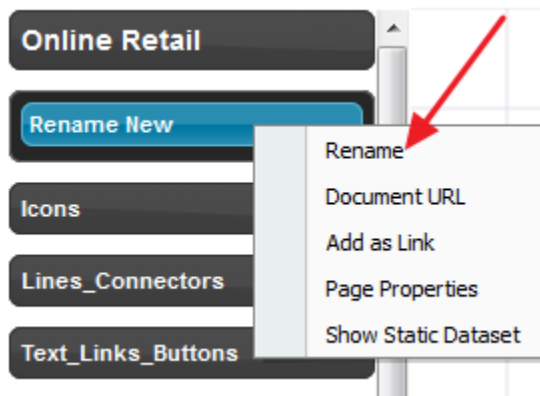 Online Retail
Rename New
Rename
Document URL
Add as Link
Page Properties
Show Static Dataset
Icons
Lines_Connectors
Text_Links_Buttons